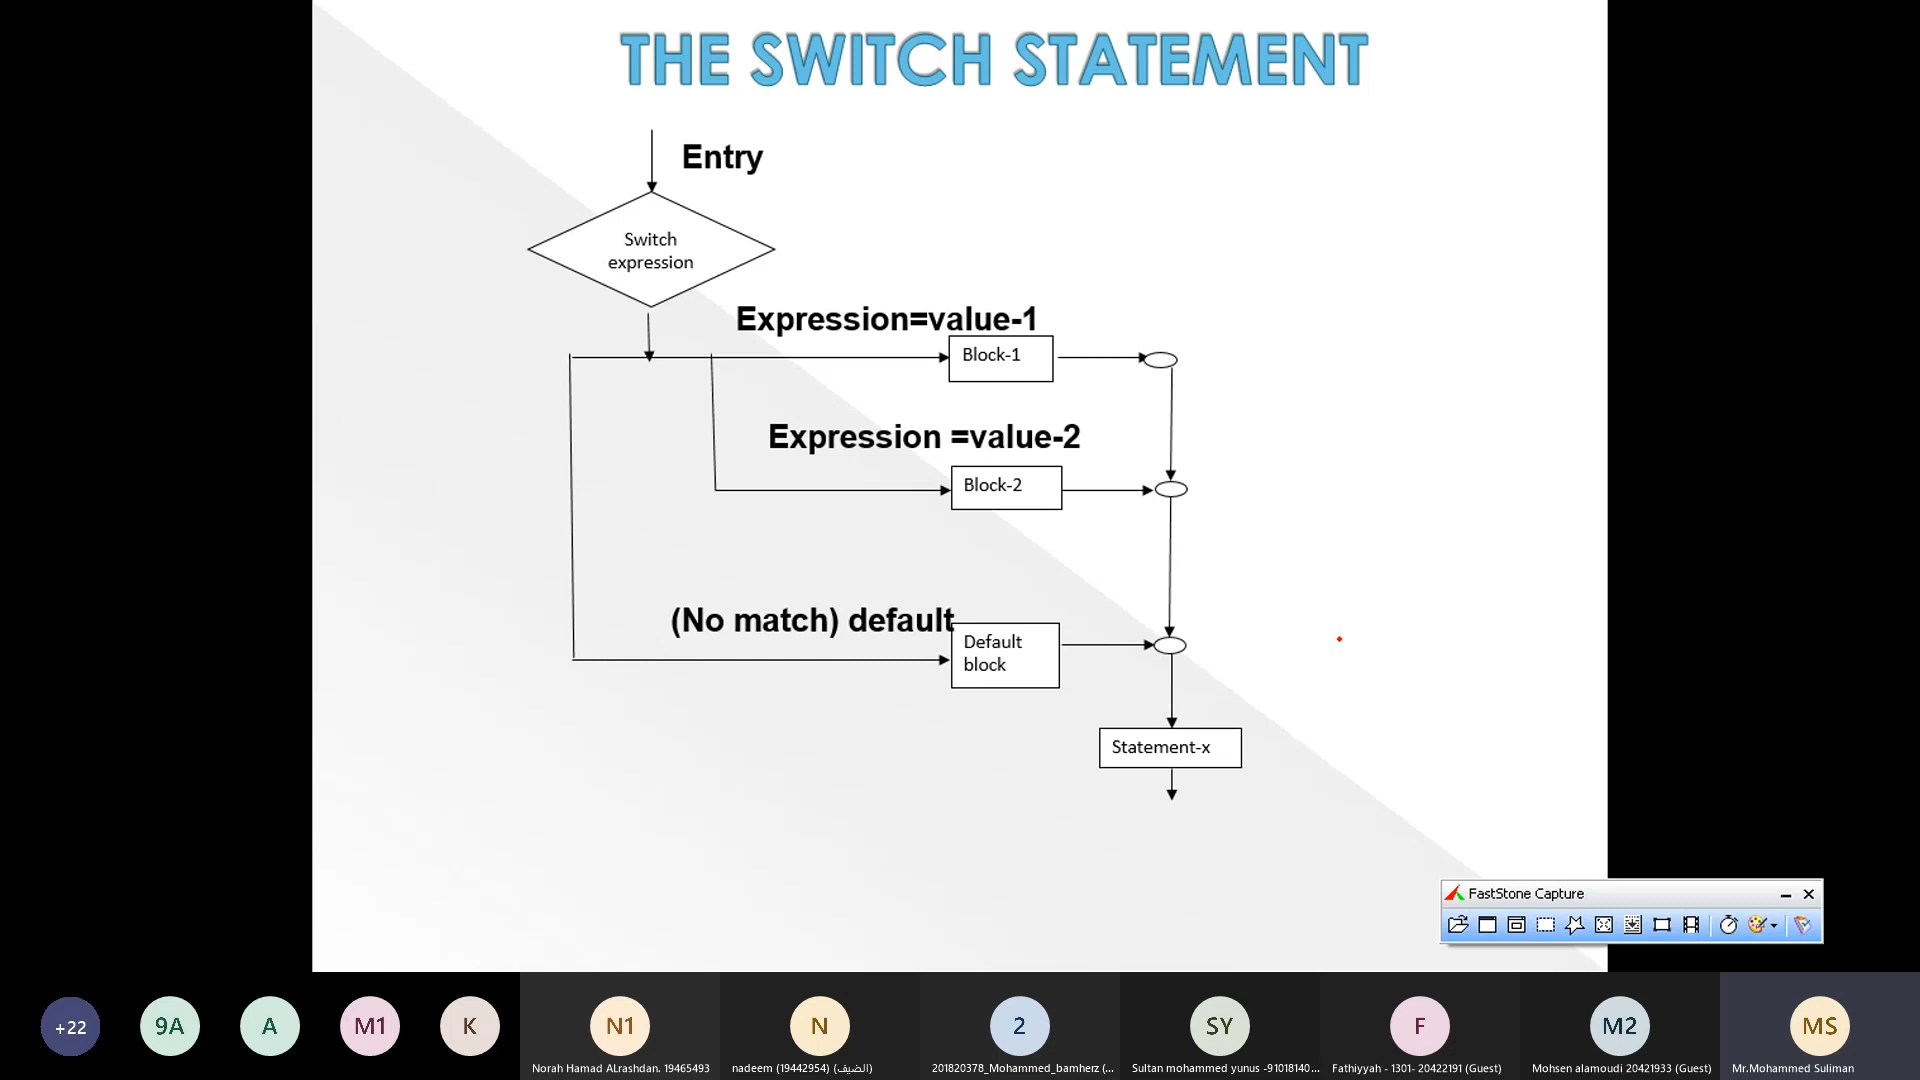 THE SWITCH STATEMENT
Entry
Switch
expression
Expression=value-1
Block-1
Expression =value-2
Block-2
(No match) default
Default
block
Statement-x
FastStone Capture
+22
9A
A
M1
K
N1
N
2
SY
F
M2
MS
Norah Hamad ALrashdan. 19465493
nadeem (19442954) (الضيف)
201820378_Mohammed_bamherz (...
Sultan mohammed yunus -91018140...
Fathiyyah - 1301- 20422191 (Guest)
Mohsen alamoudi 20421933 (Guest)
Mr.Mohammed Suliman